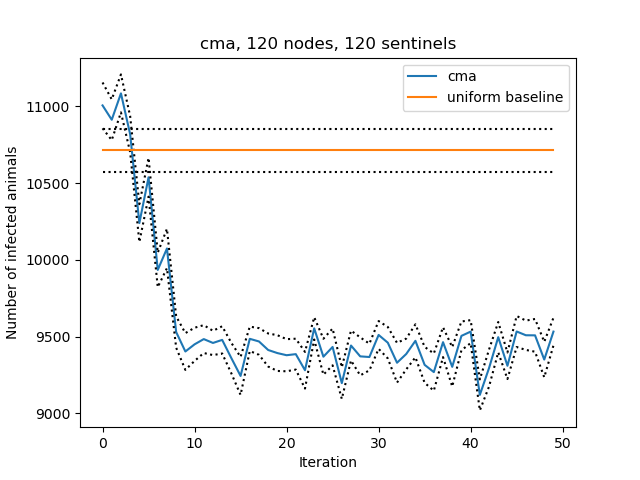 cma, 120 nodes, 120 sentinels
cma
uniform baseline
Number of infected animals
11000
10500
10000
9500
9000
0 10 20 30 40 50
Iteration